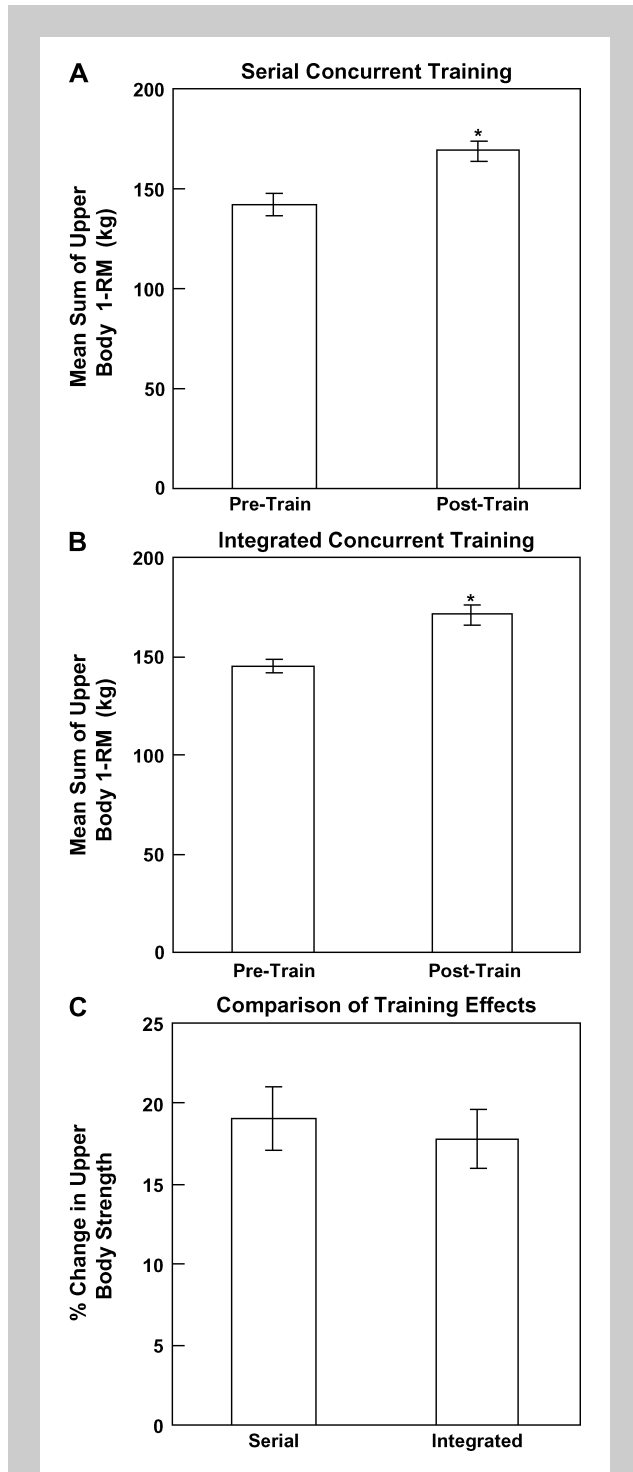 A
Serial Concurrent Training
200
150
100
50
0
Mean Sum of Upper
Body 1-RM (kg)
*
Pre-Train
Post-Train
B
Integrated Concurrent Training
200
150
100
50
0
Mean Sum of Upper
Body 1-RM (kg)
*
Pre-Train
Post-Train
C
Comparison of Training Effects
25
20
15
10
5
0
% Change in Upper
Body Strength
Serial
Integrated